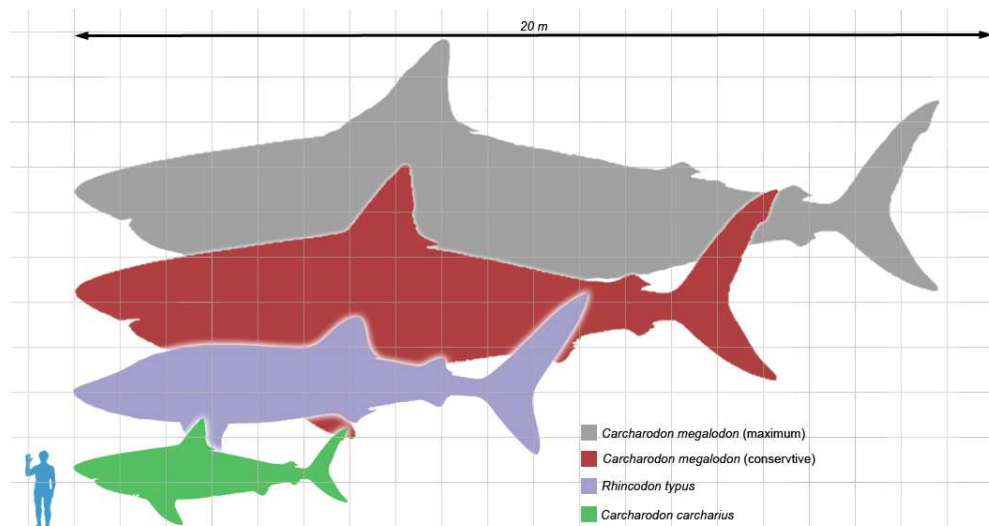 20 m
Carcharodon megalodon (maximum)
Carcharodon megalodon (conservtive)
Rhincodon typus
Carcharodon carcharius